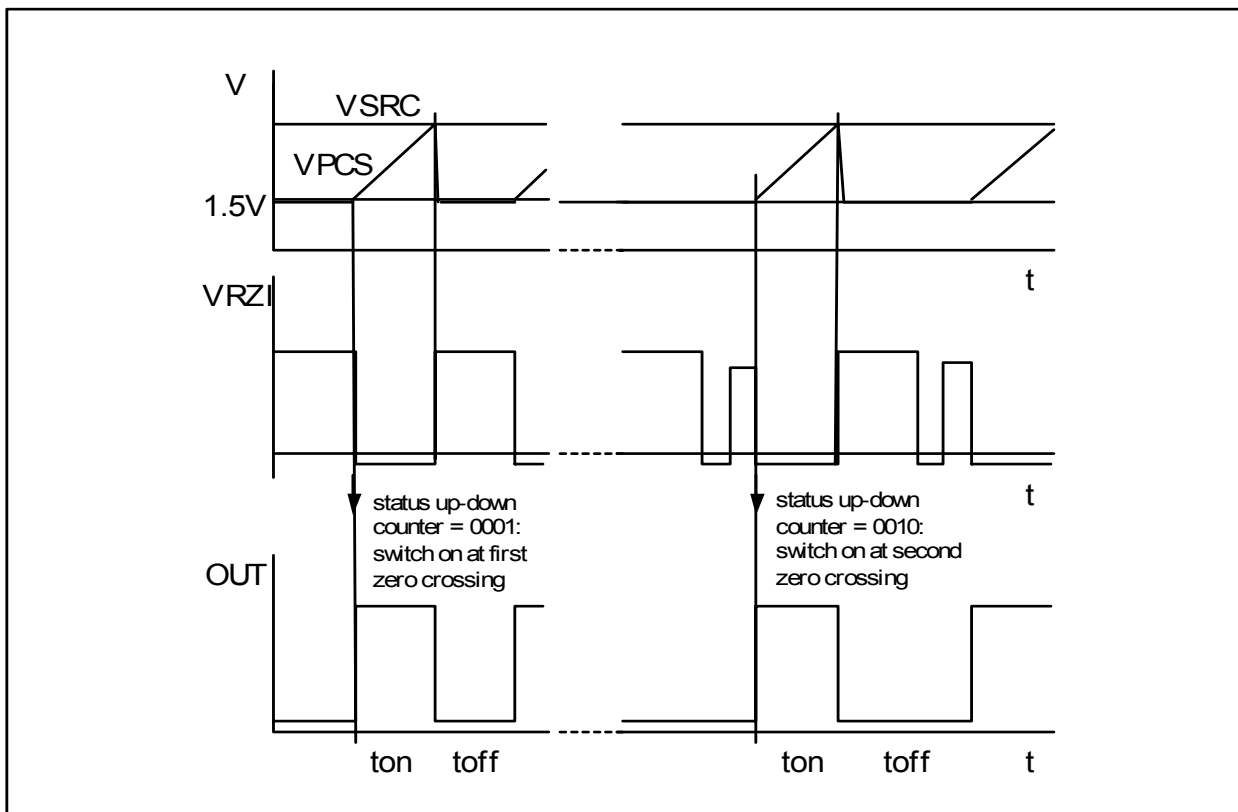 V
VSRC
VPCS
1.5V
t
VRZI
t
status up-down
counter = 0001:
switch on at first
zero crossing
status up-down
counter = 0010:
switch on at second
zero crossing
OUT
ton toff ton toff t